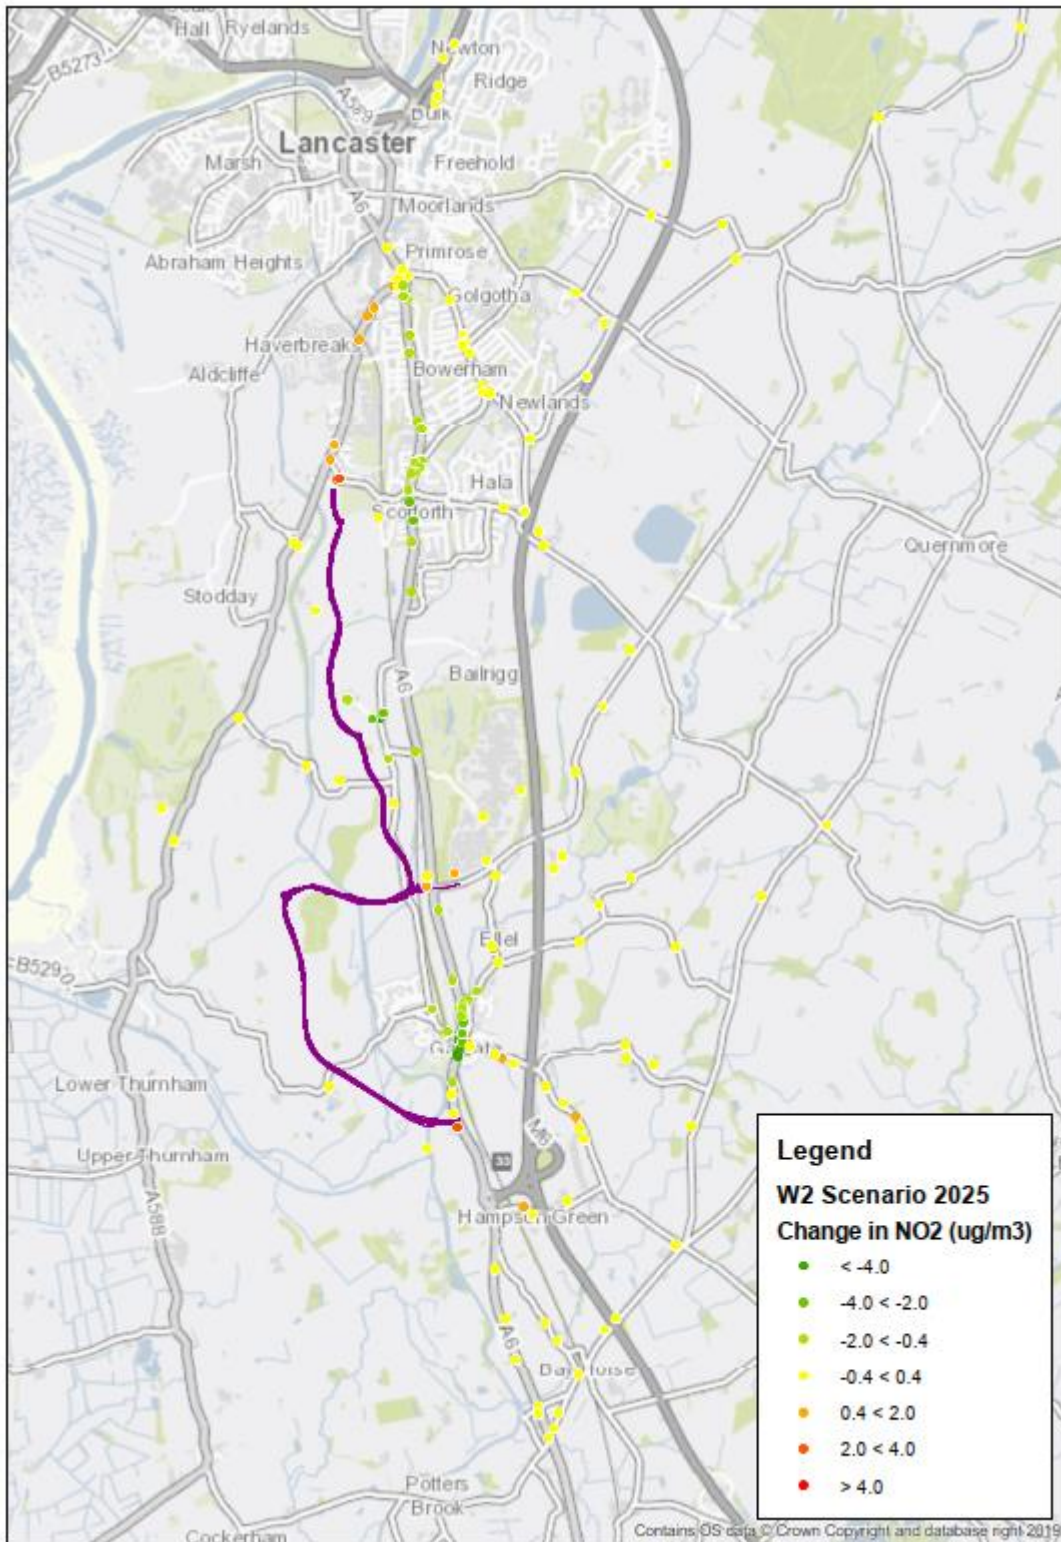 Hall
Ryelands
Newton
B5273
Ridge
A589
Bulk
Lancaster
Marsh
Freehold
A6
Moorlands
Abraham Heights
Primrose
Golgotha
Haverbreaks
Aldcliffe
Bowerham
Newlands
Hala
Scotforth
Quernmore
Stodday
A6
Bailrigg
Ellel
B5290
Galgate
Lower Thurnham
M6
Upper Thurnham
33
A588
Hampson Green
A6
Bay Horse
Potters
Brook
Cockerham
Legend
W2 Scenario 2025
Change in NO2 (ug/m3)
< -4.0
-4.0 < -2.0
-2.0 < -0.4
-0.4 < 0.4
0.4 < 2.0
2.0 < 4.0
> 4.0
Contains OS data © Crown Copyright and database right 2019